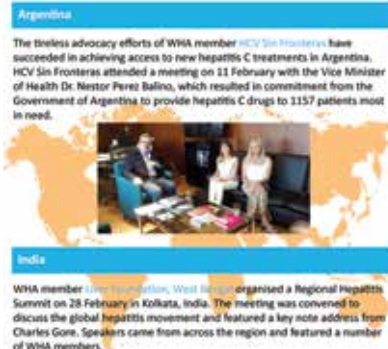 Argentina
The tireless advocacy efforts of WHA member HCV Sin Fronteras have
succeeded in achieving access to new hepatitis C treatments in Argentina.
HCV Sin Fronteras attended a meeting on 11 February with the Vice Minister
of Health Dr. Nestor Perez Balino, which resulted in commitment from the
Government of Argentina to provide hepatitis C drugs to 1157 patients most
in need.
India
WHA member Liver Foundation, West Bengal organised a Regional Hepatitis
Summit on 28 February in Kolkata, India. The meeting was convened to
discuss the global hepatitis movement and featured a key note address from
Charles Gore. Speakers came from across the region and featured a number
of WHA members.